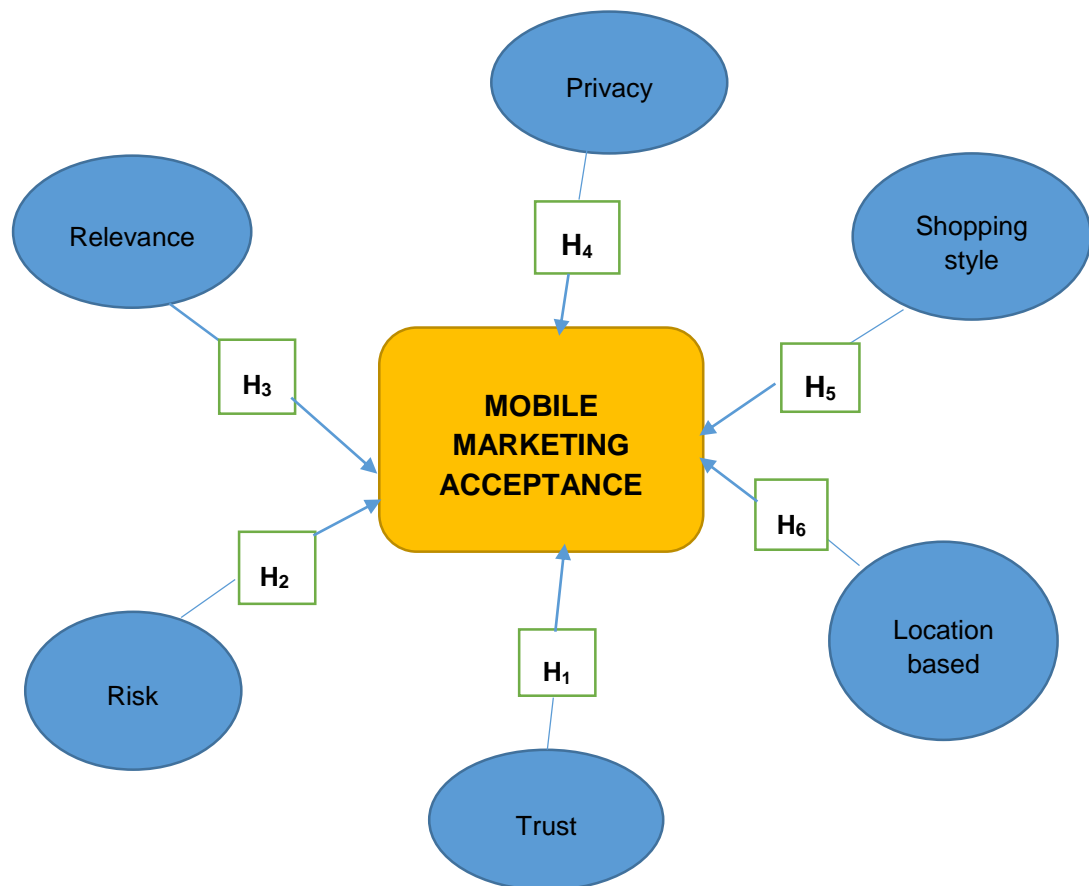 Privacy
Relevance
Shopping
style
H₄
H₃
H₅
MOBILE
MARKETING
ACCEPTANCE
H₆
H₂
H₁
Location
based
Risk
Trust